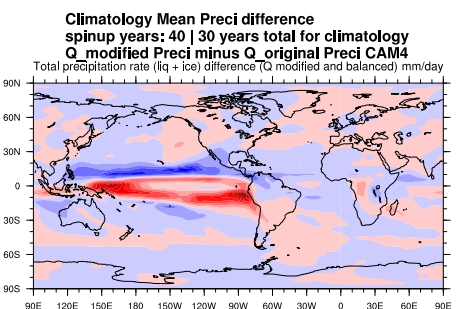 Climatology Mean Preci difference
spinup years: 40 | 30 years total for climatology
Q_modified Preci minus Q_original Preci CAM4
Total precipitation rate (liq + ice) difference (Q modified and balanced) mm/day
90N
60N
30N
0
30S
60S
90S
90E 120E 150E 180 150W 120W 90W 60W 30W 0 30E 60E 90E